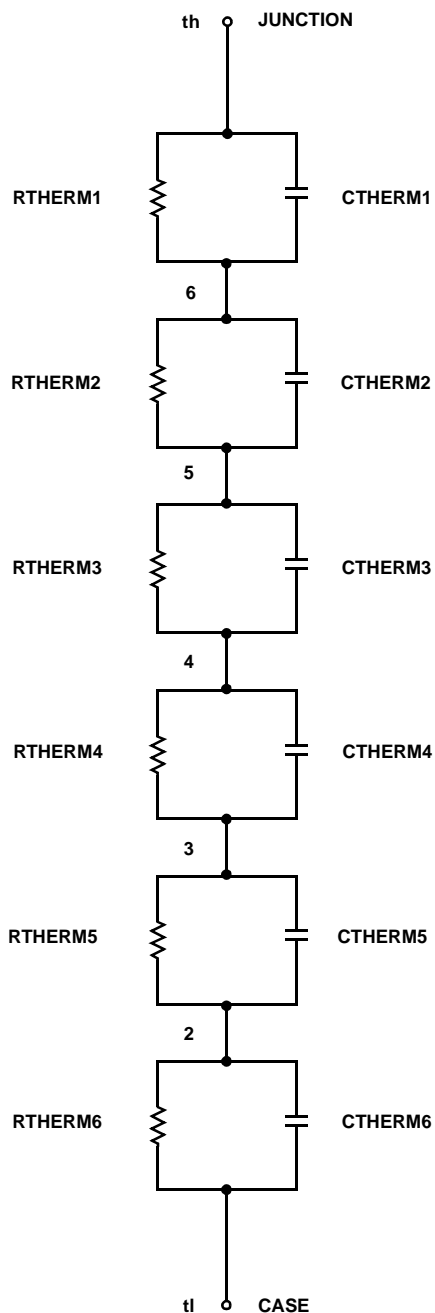 th JUNCTION
RTHERM1 CTHERM1
6
RTHERM2 CTHERM2
5
RTHERM3 CTHERM3
4
RTHERM4 CTHERM4
3
RTHERM5 CTHERM5
2
RTHERM6 CTHERM6
tl CASE